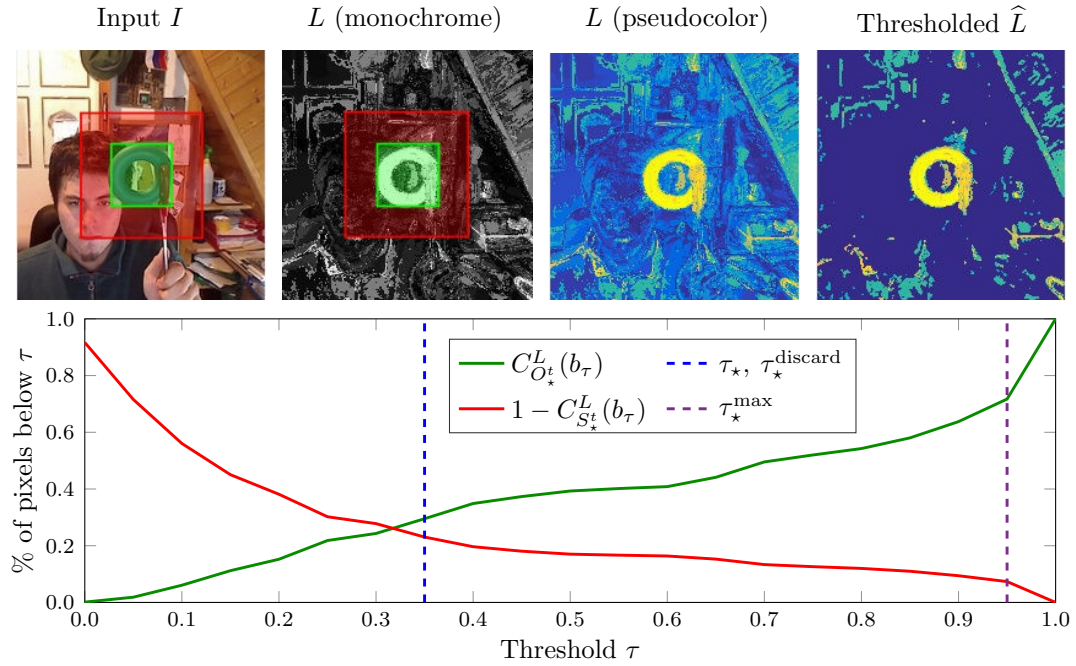 Input I
L (monochrome)
L (pseudocolor)
Thresholded L̂
% of pixels below τ
1.0
0.8
0.6
0.4
0.2
0.0
C^L_{O^t_⋆}(b_τ)
τ_⋆, τ_⋆^discard
1 − C^L_{S^t_⋆}(b_τ)
τ_⋆^max
0.0 0.1 0.2 0.3 0.4 0.5 0.6 0.7 0.8 0.9 1.0
Threshold τ